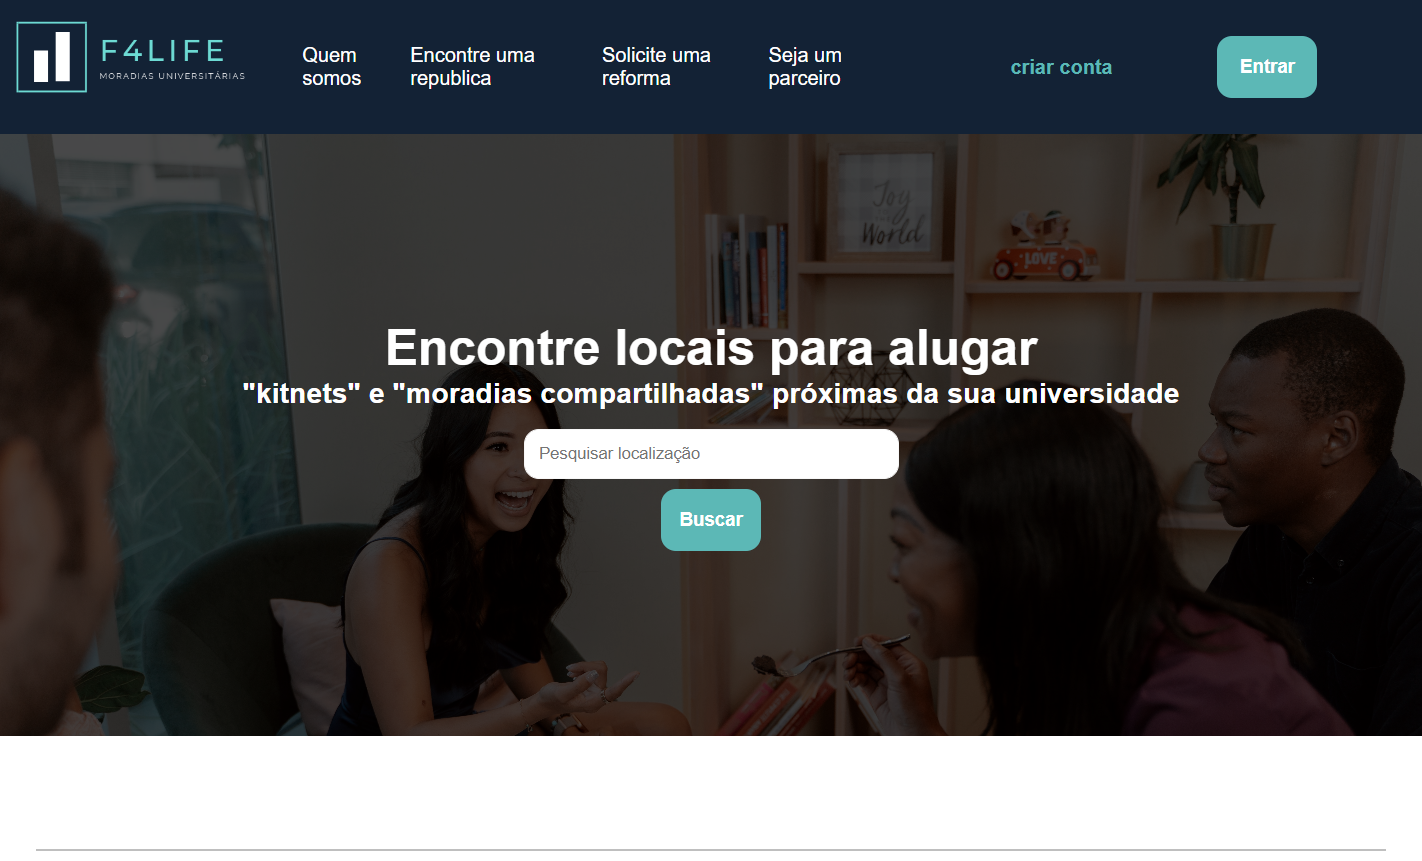 F4LIFE
MORADIAS UNIVERSITÁRIAS
Quem
somos
Encontre uma
republica
Solicite uma
reforma
Seja um
parceiro
criar conta
Entrar
Joy
World
LOVE
Encontre locais para alugar
"kitnets" e "moradias compartilhadas" próximas da sua universidade
Pesquisar localização
Buscar